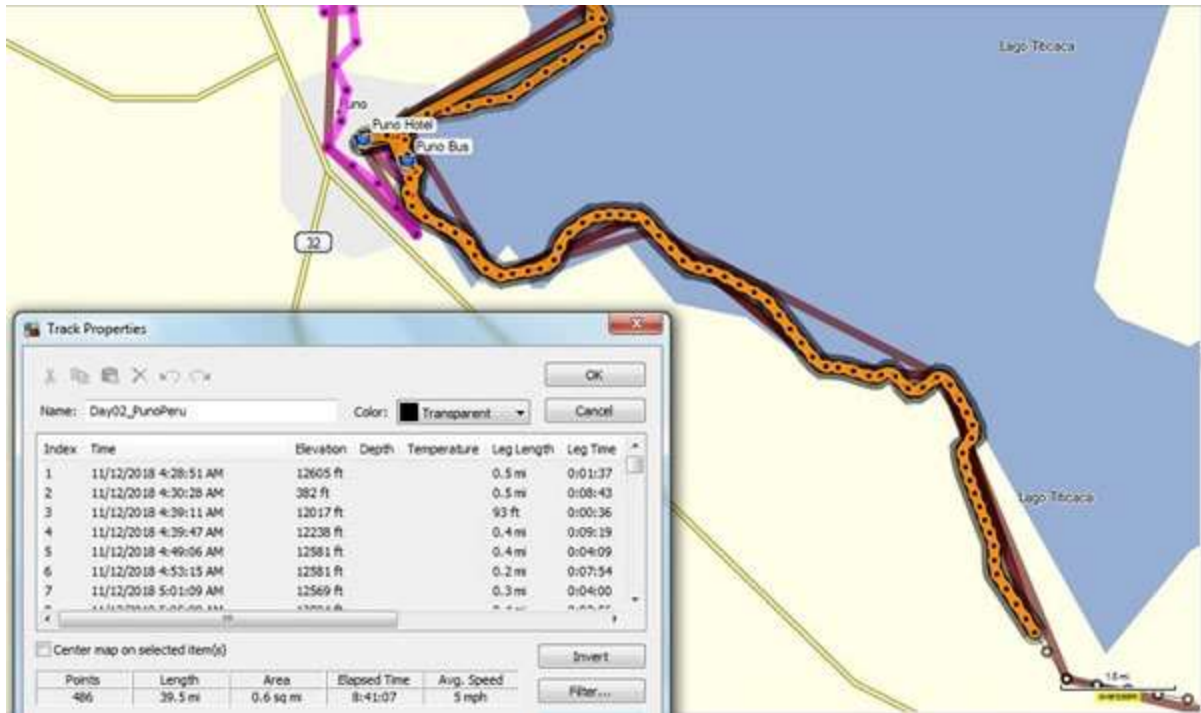 Lago Titicaca
Puno
Puno Hotel
Puno Bus
32
Lago Titicaca
Track Properties
OK
Name: Day02_PunoPeru Color: Transparent Cancel
Index Time Elevation Depth Temperature Leg Length Leg Time
1 11/12/2018 4:28:51 AM 12605 ft 0.5 mi 0:01:37
2 11/12/2018 4:30:28 AM 382 ft 0.5 mi 0:08:43
3 11/12/2018 4:39:11 AM 12017 ft 93 ft 0:00:36
4 11/12/2018 4:39:47 AM 12238 ft 0.4 mi 0:09:19
5 11/12/2018 4:49:06 AM 12581 ft 0.4 mi 0:04:09
6 11/12/2018 4:53:15 AM 12581 ft 0.2 mi 0:07:54
7 11/12/2018 5:01:09 AM 12569 ft 0.3 mi 0:04:00
Center map on selected item(s)
Invert
Points Length Area Elapsed Time Avg. Speed
486 39.5 mi 0.6 sq mi 8:41:07 5 mph
Filter...
overzoom